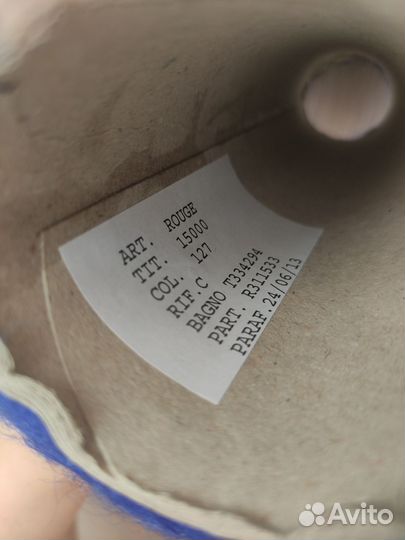 ART. ROUGE
TIT. 15000
COL. 127
RIF.C
BAGNO T334294
PART. R311533
PARAF.24/06/13
Avito